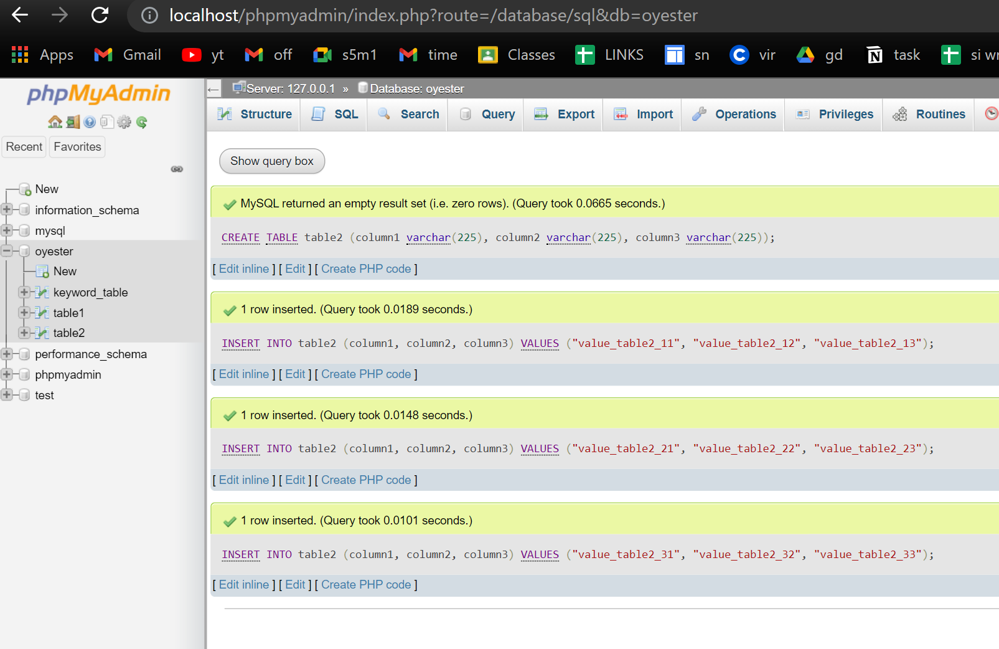 localhost/phpmyadmin/index.php?route=/database/sql&db=oyester
Apps Gmail yt off s5m1 time Classes LINKS sn vir gd task si wr
phpMyAdmin
Recent Favorites
New
information_schema
mysql
oyester
New
keyword_table
table1
table2
performance_schema
phpmyadmin
test
Server: 127.0.0.1 » Database: oyester
Structure SQL Search Query Export Import Operations Privileges Routines
Show query box
MySQL returned an empty result set (i.e. zero rows). (Query took 0.0665 seconds.)
CREATE TABLE table2 (column1 varchar(225), column2 varchar(225), column3 varchar(225));
[ Edit inline ] [ Edit ] [ Create PHP code ]
1 row inserted. (Query took 0.0189 seconds.)
INSERT INTO table2 (column1, column2, column3) VALUES ("value_table2_11", "value_table2_12", "value_table2_13");
[ Edit inline ] [ Edit ] [ Create PHP code ]
1 row inserted. (Query took 0.0148 seconds.)
INSERT INTO table2 (column1, column2, column3) VALUES ("value_table2_21", "value_table2_22", "value_table2_23");
[ Edit inline ] [ Edit ] [ Create PHP code ]
1 row inserted. (Query took 0.0101 seconds.)
INSERT INTO table2 (column1, column2, column3) VALUES ("value_table2_31", "value_table2_32", "value_table2_33");
[ Edit inline ] [ Edit ] [ Create PHP code ]